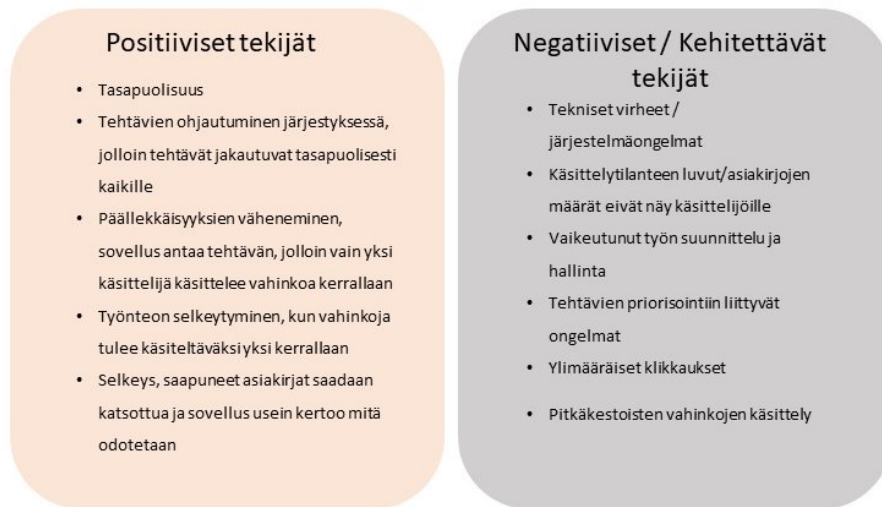 Positiiviset tekijät
• Tasapuolisuus
• Tehtävien ohjautuminen järjestyksessä,
jolloin tehtävät jakautuvat tasapuolisesti
kaikille
• Päällekkäisyyksien väheneminen,
sovellus antaa tehtävän, jolloin vain yksi
käsittelijä käsittelee vahinkoa kerrallaan
• Työnteon selkeytyminen, kun vahinkoja
tulee käsiteltäväksi yksi kerrallaan
• Selkeys, saapuneet asiakirjat saadaan
katsottua ja sovellus usein kertoo mitä
odotetaan
Negatiiviset / Kehitettävät
tekijät
• Tekniset virheet /
järjestelmäongelmat
• Käsittelytilanteen luvut/asiakirjojen
määrät eivät näy käsittelijöille
• Vaikeutunut työn suunnittelu ja
hallinta
• Tehtävien priorisointiin liittyvät
ongelmat
• Ylimääräiset klikkaukset
• Pitkäkestoisten vahinkojen käsittely